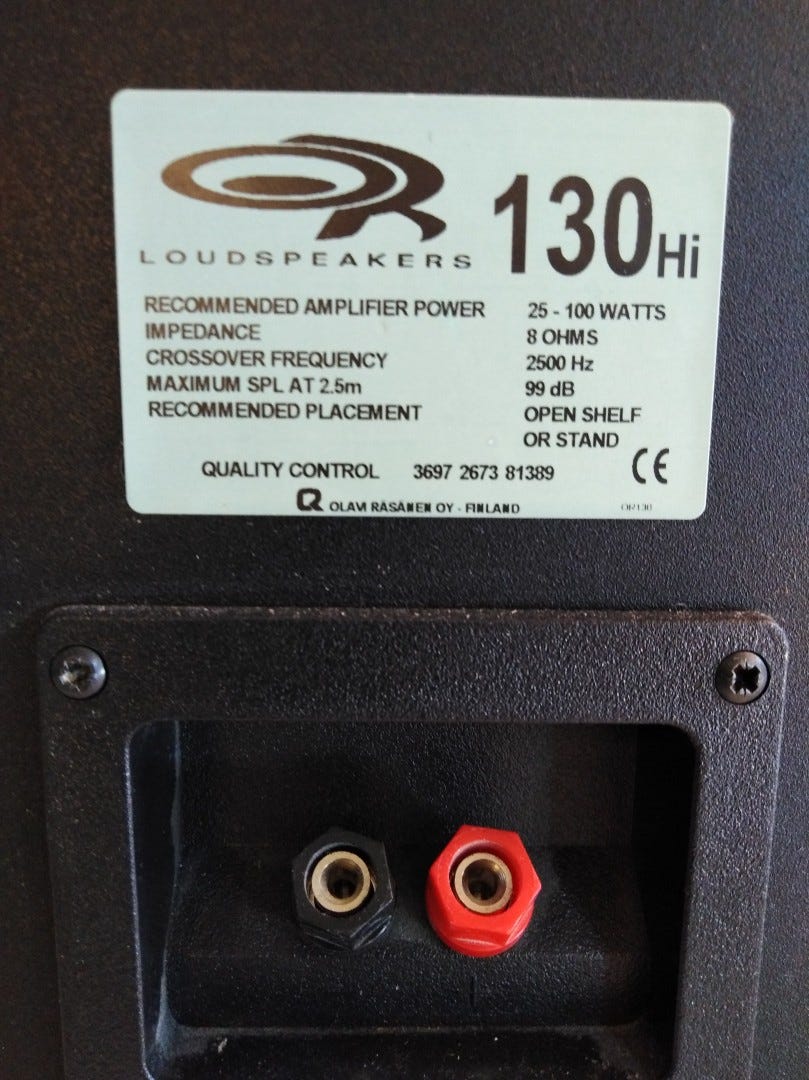 OR
LOUDSPEAKERS
130Hi
RECOMMENDED AMPLIFIER POWER 25 - 100 WATTS
IMPEDANCE 8 OHMS
CROSSOVER FREQUENCY 2500 Hz
MAXIMUM SPL AT 2.5m 99 dB
RECOMMENDED PLACEMENT OPEN SHELF
OR STAND
QUALITY CONTROL 3697 2673 81389 CE
OLAVI RÄSÄNEN OY - FINLAND OR130